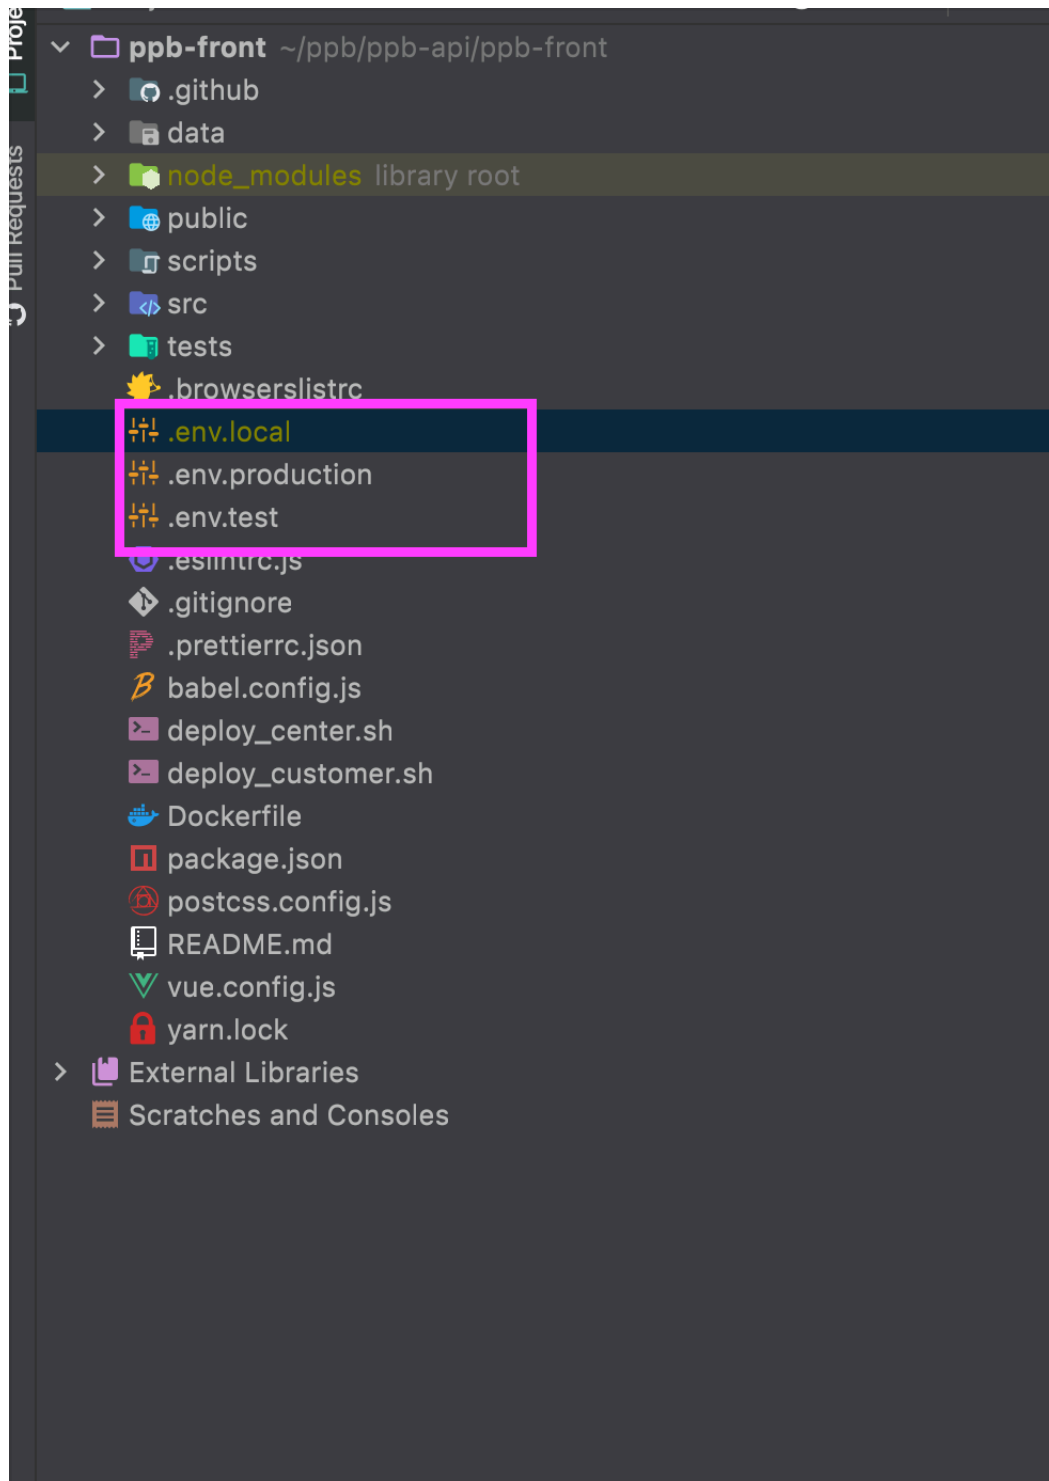 Proje
Pull Requests
ppb-front ~/ppb/ppb-api/ppb-front
.github
data
node_modules library root
public
scripts
src
tests
.browserslistrc
.env.local
.env.production
.env.test
.eslintrc.js
.gitignore
.prettierrc.json
babel.config.js
deploy_center.sh
deploy_customer.sh
Dockerfile
package.json
postcss.config.js
README.md
vue.config.js
yarn.lock
External Libraries
Scratches and Consoles